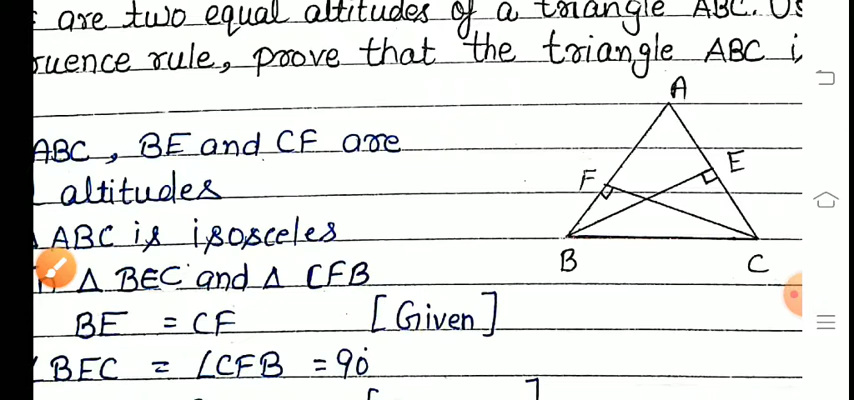 are two equal altitudes of a triangle ABC.
ruence rule, prove that the triangle ABC i
ABC, BE and CF are
altitudes
ABC is isosceles
Δ BEC and Δ CFB
BE = CF [Given]
∠BEC = ∠CFB = 90°
A
F
E
B
C